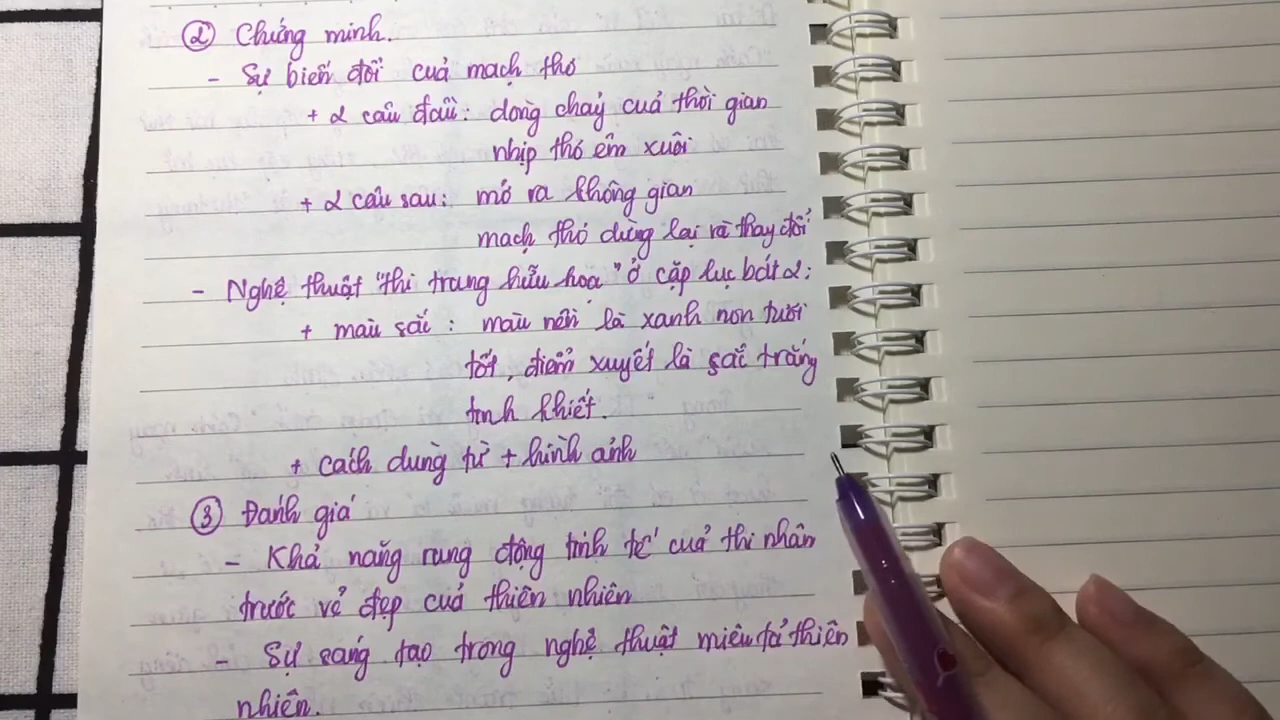 ② Chứng minh.
- Sự biến đổi của mạch thơ
+ 2 câu đầu: dòng chảy của thời gian
nhịp thơ êm xuôi
+ 2 câu sau: mở ra không gian
mạch thơ dừng lại và thay đổi
- Nghệ thuật "thi trung hữu họa" ở cặp lục bát 2:
+ màu sắc: màu nền là xanh non tươi
tốt, điểm xuyết là sắc trắng
tinh khiết.
+ cách dùng từ + hình ảnh
③ Đánh giá
- Khả năng rung động tinh tế của thi nhân
trước vẻ đẹp của thiên nhiên
- Sự sáng tạo trong nghệ thuật miêu tả thiên
nhiên.